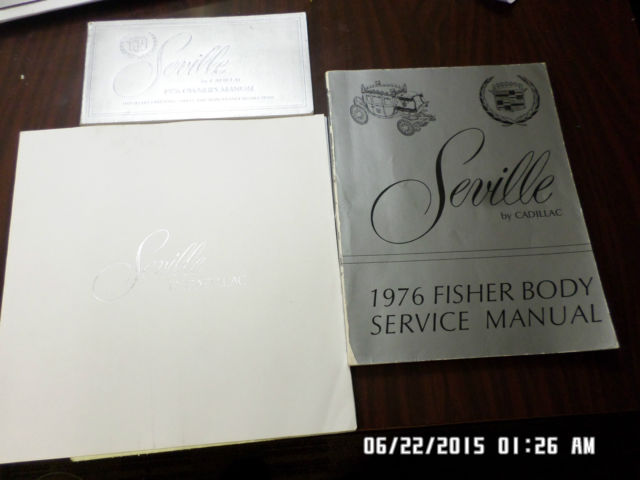 Seville
by CADILLAC
1976 OWNER'S MANUAL
Seville
by CADILLAC
1976 FISHER BODY
SERVICE MANUAL
Seville
BY CADILLAC
06/22/2015 01:26 AM